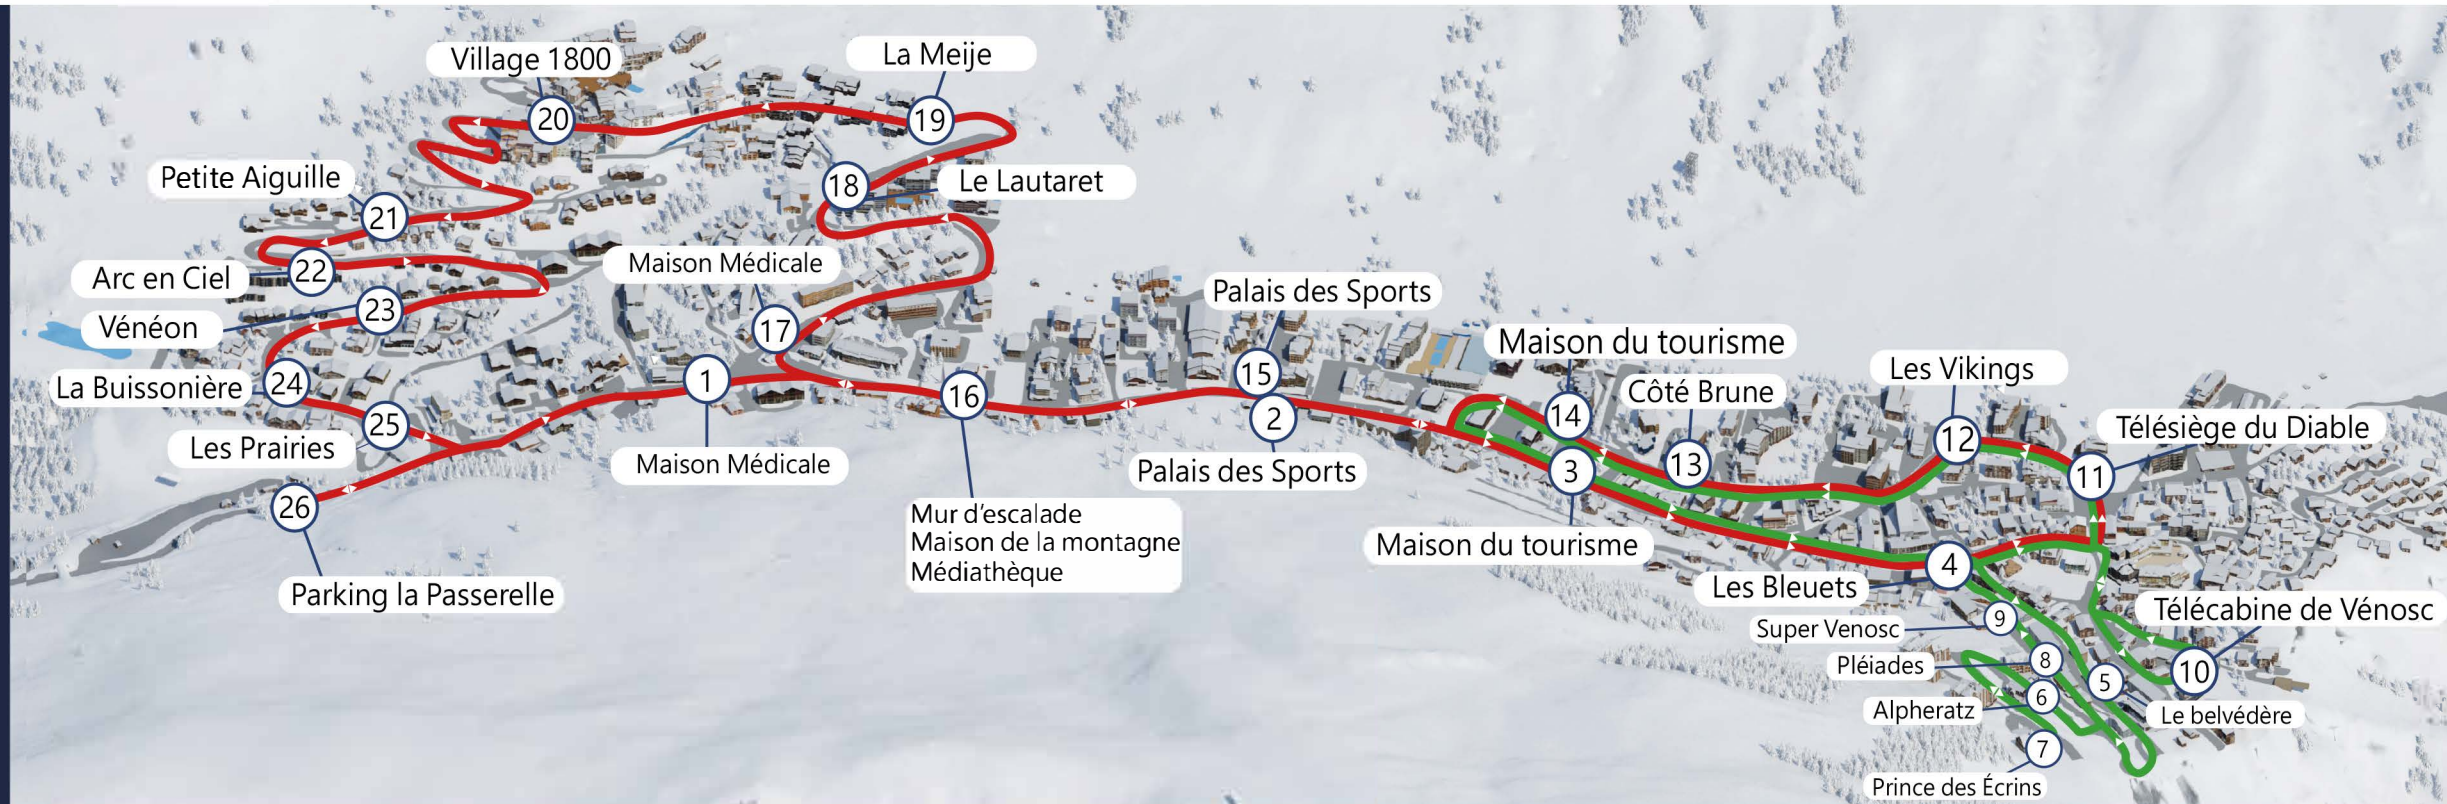 Village 1800
20
La Meije
19
Petite Aiguille
21
18
Le Lautaret
Arc en Ciel
22
Vénéon
23
Maison Médicale
17
La Buissonière
24
Les Prairies
25
1
Maison Médicale
26
Parking la Passerelle
16
Mur d'escalade
Maison de la montagne
Médiathèque
Palais des Sports
15
2
Palais des Sports
Maison du tourisme
14
3
Maison du tourisme
Côté Brune
13
Les Vikings
12
Télésiège du Diable
11
4
Les Bleuets
Super Venosc
9
Pléiades
8
Alpheratz
6
7
Prince des Écrins
5
Le belvédère
Télécabine de Vénosc
10